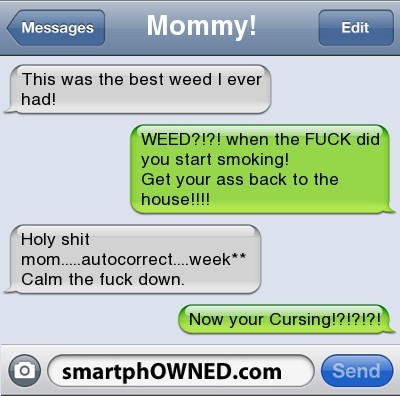 Messages
Mommy!
Edit
This was the best weed I ever
had!
WEED?!?! when the FUCK did
you start smoking!
Get your ass back to the
house!!!!
Holy shit
mom.....autocorrect....week**
Calm the fuck down.
Now your Cursing!?!?!?!
smartphOWNED.com
Send